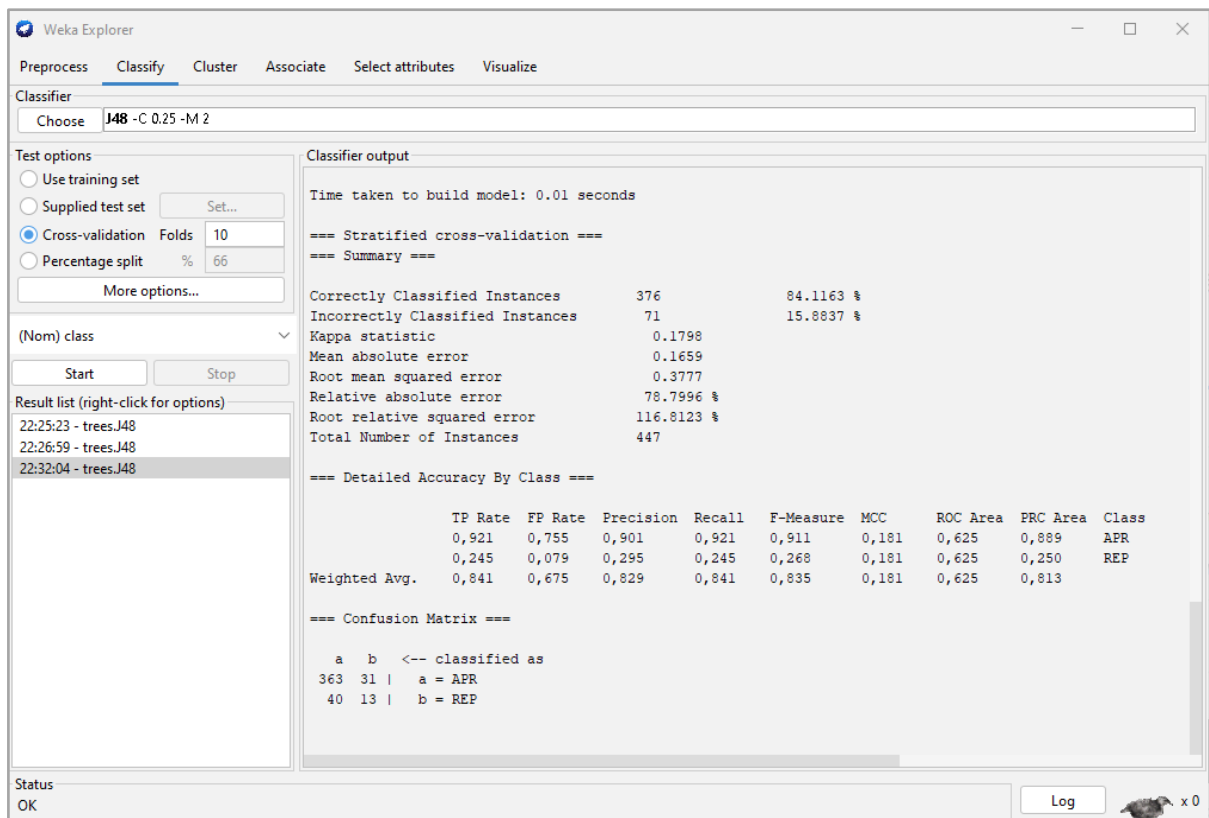 Weka Explorer
Preprocess Classify Cluster Associate Select attributes Visualize
Classifier
Choose J48 -C 0.25 -M 2
Test options
Use training set
Supplied test set Set...
Cross-validation Folds 10
Percentage split % 66
More options...
(Nom) class
Start Stop
Result list (right-click for options)
22:25:23 - trees.J48
22:26:59 - trees.J48
22:32:04 - trees.J48
Classifier output
Time taken to build model: 0.01 seconds
=== Stratified cross-validation ===
=== Summary ===
Correctly Classified Instances 376 84.1163 %
Incorrectly Classified Instances 71 15.8837 %
Kappa statistic 0.1798
Mean absolute error 0.1659
Root mean squared error 0.3777
Relative absolute error 78.7996 %
Root relative squared error 116.8123 %
Total Number of Instances 447
=== Detailed Accuracy By Class ===
TP Rate FP Rate Precision Recall F-Measure MCC ROC Area PRC Area Class
0,921 0,755 0,901 0,921 0,911 0,181 0,625 0,889 APR
0,245 0,079 0,295 0,245 0,268 0,181 0,625 0,250 REP
Weighted Avg. 0,841 0,675 0,829 0,841 0,835 0,181 0,625 0,813
=== Confusion Matrix ===
a b <-- classified as
363 31 | a = APR
40 13 | b = REP
Status
OK
Log x 0